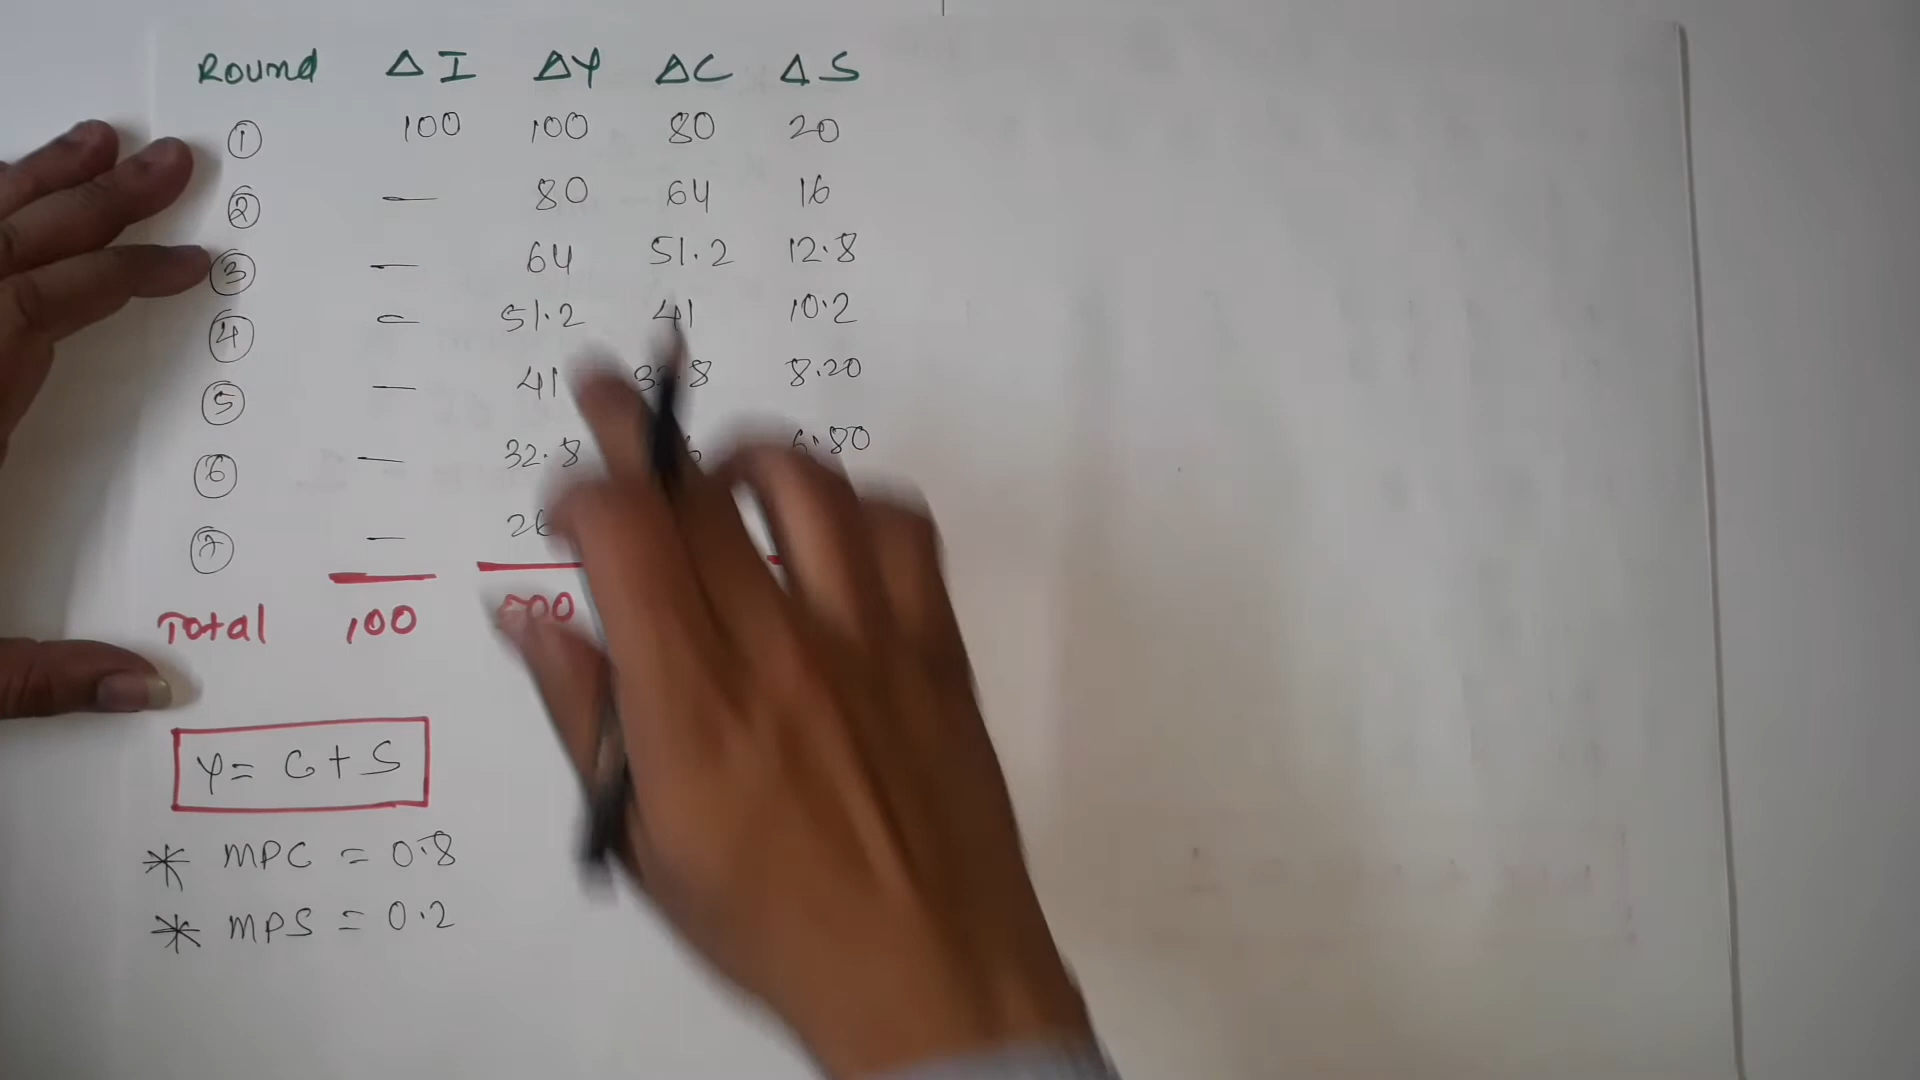 Round ΔI ΔY ΔC ΔS
① 100 100 80 20
② — 80 64 16
③ — 64 51.2 12.8
④ — 51.2 41 10.2
⑤ — 41 8.20
⑥ — 32.8
⑦ —
Total 100
Y = C + S
* MPC = 0.8
* MPS = 0.2